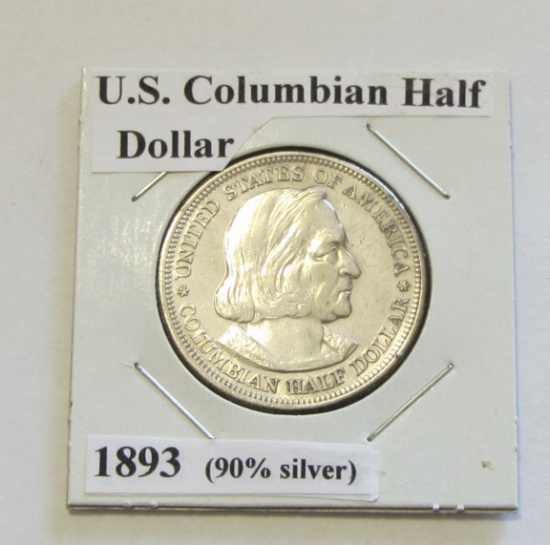 U.S. Columbian Half
Dollar
UNITED STATES OF AMERICA
COLUMBIAN HALF DOLLAR
1893 (90% silver)